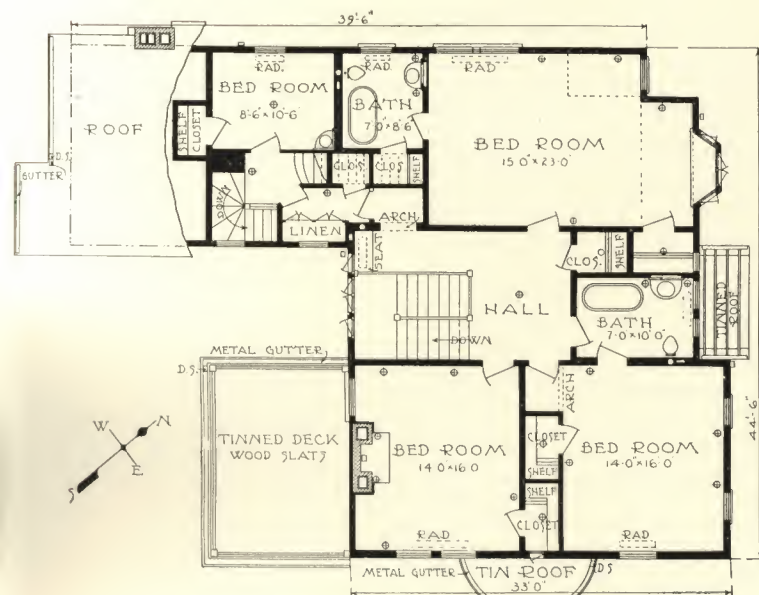 39'-6"
RAD.
BED ROOM
8'-6" x 10'-6"
RAD.
BATH
7'-0" x 8'-6"
RAD
BED ROOM
15'-0" x 23'-0"
ROOF
SHELF
CLOSET
D.S.
GUTTER
DOWN
CLOS.
CLOS.
SHELF
LINEN
ARCH
SEAT
HALL
DOWN
CLOS.
SHELF
BATH
7'-0 x 10'-0"
TINNED
ROOF
METAL GUTTER
D.S.
TINNED DECK
WOOD SLATS
W
N
S
E
BED ROOM
14'-0" x 16'-0
RAD
ARCH
CLOSET
SHELF
SHELF
CLOSET
BED ROOM
14'-0" x 16'-0"
RAD
44'-6"
METAL GUTTER
TIN ROOF
D.S
33'-0"